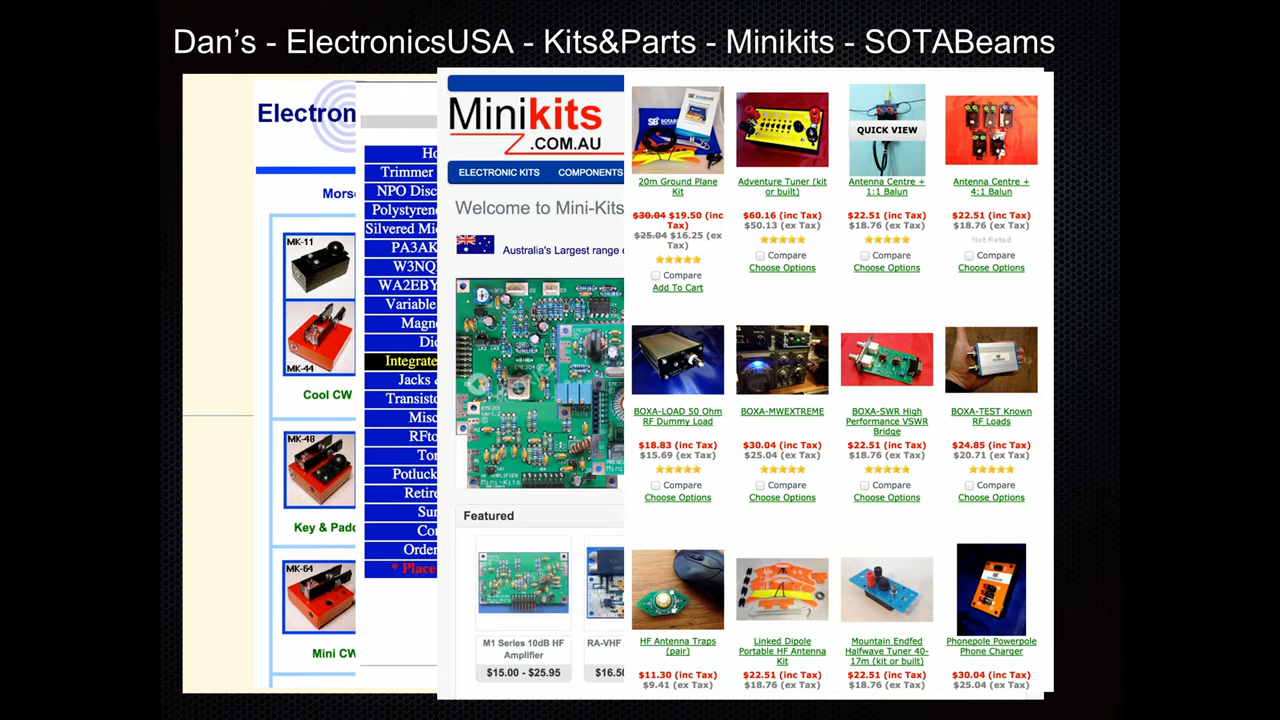 Dan’s - ElectronicsUSA - Kits&Parts - Minikits - SOTABeams
Electron
Mors
MK-11
MK-44
Cool CW
MK-48
Key & Padd
MK-64
Mini CW
Ho
Trimmer
NPO Disc
Polystyrene
Silvered Mic
PA3AK
W3NQ
WA2EBY
Variable
Magne
Dio
Integrate
Jacks &
Transisto
Misc
RFto
Tor
Potluck
Retire
Sur
Cor
Order
* Place
Minikits
.COM.AU
ELECTRONIC KITS COMPONENTS
Welcome to Mini-Kits
Australia's Largest range o
Featured
M1 Series 10dB HF
Amplifier
$15.00 - $25.95
RA-VHF
$16.50
QUICK VIEW
20m Ground Plane
Kit
$30.04 $19.50 (inc
Tax)
$25.04 $16.25 (ex
Tax)
Compare
Add To Cart
Adventure Tuner (kit
or built)
$60.16 (inc Tax)
$50.13 (ex Tax)
Compare
Choose Options
Antenna Centre +
1:1 Balun
$22.51 (inc Tax)
$18.76 (ex Tax)
Compare
Choose Options
Antenna Centre +
4:1 Balun
$22.51 (inc Tax)
$18.76 (ex Tax)
Not Rated
Compare
Choose Options
BOXA-LOAD 50 Ohm
RF Dummy Load
$18.83 (inc Tax)
$15.69 (ex Tax)
Compare
Choose Options
BOXA-MWEXTREME
$30.04 (inc Tax)
$25.04 (ex Tax)
Compare
Choose Options
BOXA-SWR High
Performance VSWR
Bridge
$22.51 (inc Tax)
$18.76 (ex Tax)
Compare
Choose Options
BOXA-TEST Known
RF Loads
$24.85 (inc Tax)
$20.71 (ex Tax)
Compare
Choose Options
HF Antenna Traps
(pair)
$11.30 (inc Tax)
$9.41 (ex Tax)
Linked Dipole
Portable HF Antenna
Kit
$22.51 (inc Tax)
$18.76 (ex Tax)
Mountain Endfed
Halfwave Tuner 40-
17m (kit or built)
$22.51 (inc Tax)
$18.76 (ex Tax)
Phonepole Powerpole
Phone Charger
$30.04 (inc Tax)
$25.04 (ex Tax)